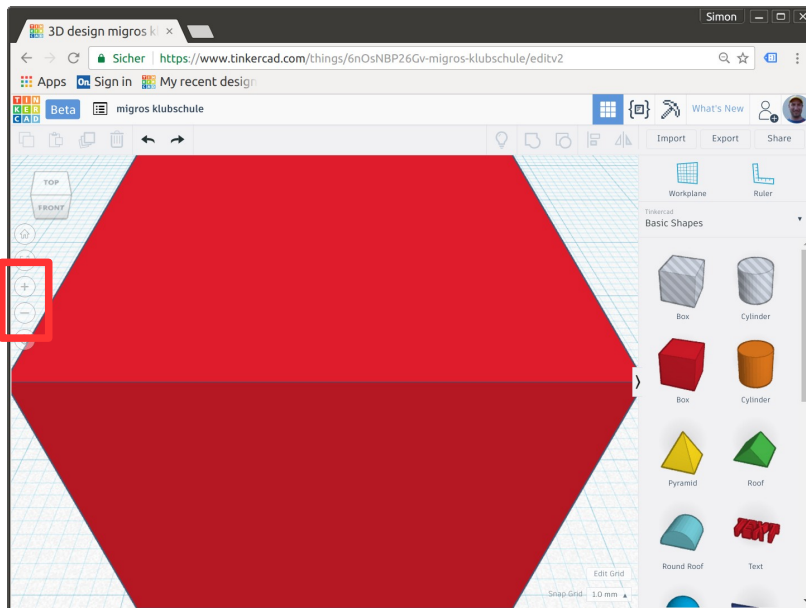 Simon
3D design migros k
Sicher https://www.tinkercad.com/things/6nOsNBP26Gv-migros-klubschule/editv2
Apps On Sign in My recent design
TIN
KER
CAD
Beta migros klubschule What's New
Import Export Share
TOP
FRONT
Workplane Ruler
Tinkercad
Basic Shapes
Box Cylinder
Box Cylinder
Pyramid Roof
TEXT
Round Roof Text
Edit Grid
Snap Grid 1.0 mm